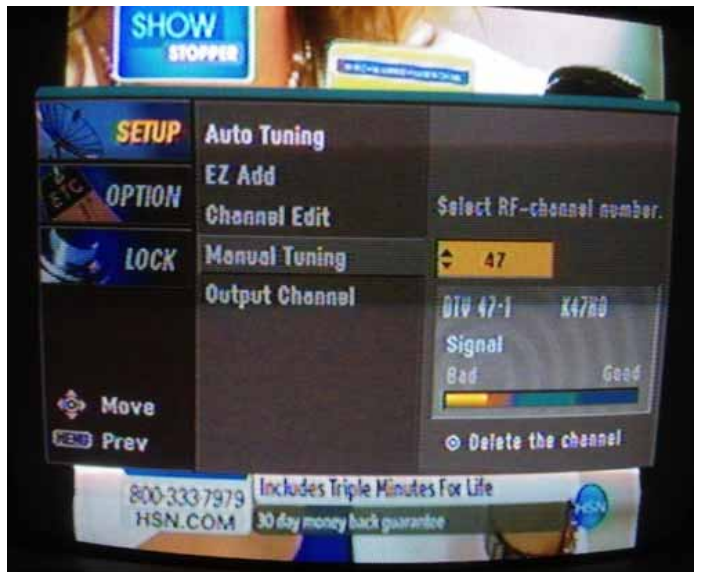 SHOW
STOPPER
SETUP
OPTION
LOCK
Auto Tuning
EZ Add
Channel Edit
Manual Tuning
Output Channel
Select RF-channel number.
47
DTV 47-1
Signal
Bad Good
Move
MENU Prev
Delete the channel
800-333-7979
HSN.COM
Includes Triple Minutes For Life
30 day money back guarantee
HSN